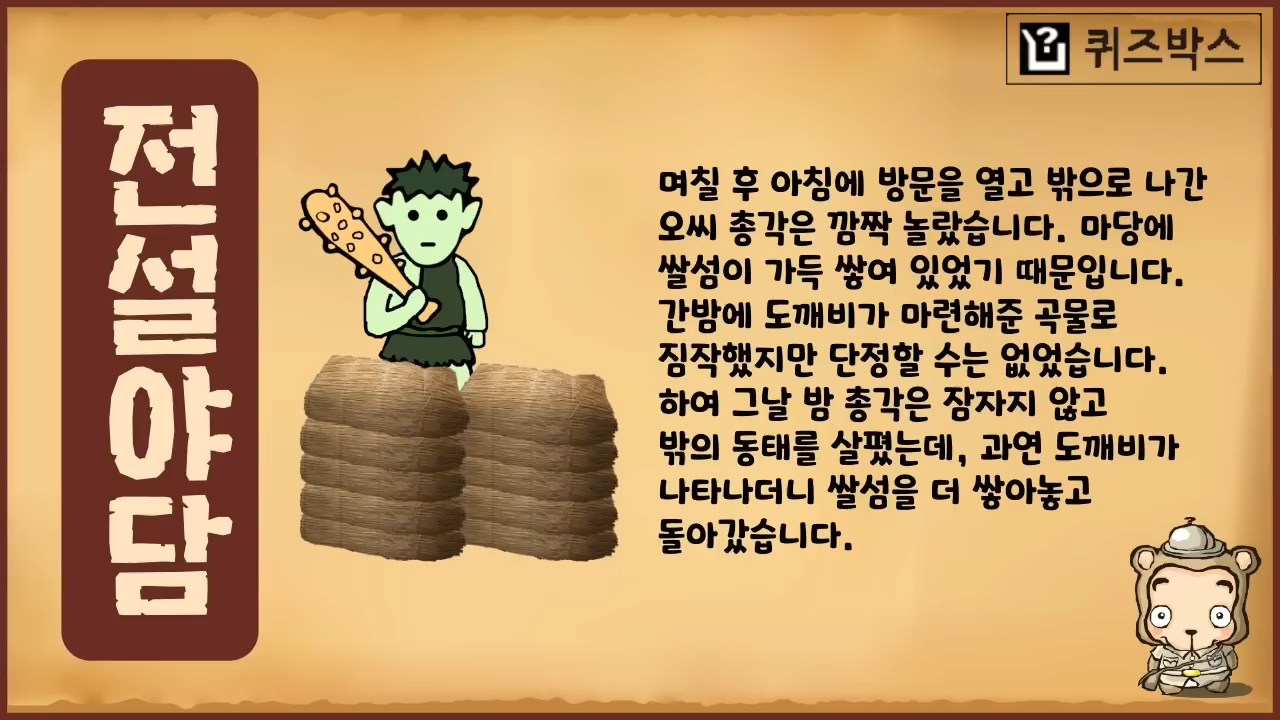 퀴즈박스
전설야담
며칠 후 아침에 방문을 열고 밖으로 나간
오씨 총각은 깜짝 놀랐습니다. 마당에
쌀섬이 가득 쌓여 있었기 때문입니다.
간밤에 도깨비가 마련해준 곡물로
짐작했지만 단정할 수는 없었습니다.
하여 그날 밤 총각은 잠자지 않고
밖의 동태를 살폈는데, 과연 도깨비가
나타나더니 쌀섬을 더 쌓아놓고
돌아갔습니다.